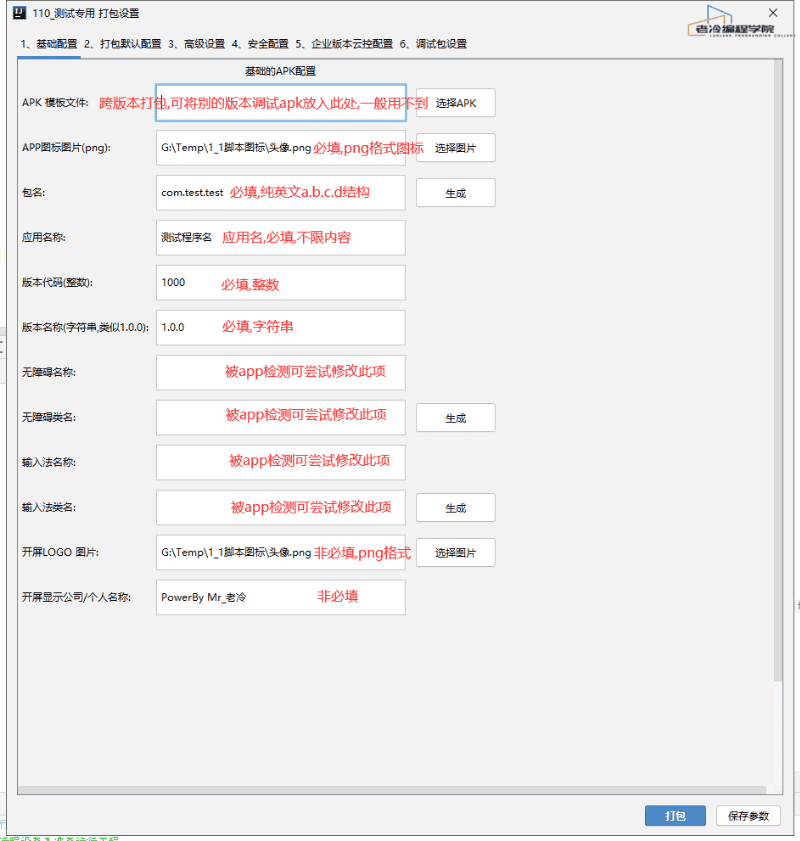 110_测试专用 打包设置
老冷编程学院
1、基础配置 2、打包默认配置 3、高级设置 4、安全配置 5、企业版本云控配置 6、调试包设置
基础的APK配置
APK 模板文件: 跨版本打包,可将别的版本调试apk放入此处,一般用不到 选择APK
APP图标图片(png): G:\Temp\1_1脚本图标\头像.png 必填,png格式图标 选择图片
包名: com.test.test 必填,纯英文a.b.c.d结构 生成
应用名称: 测试程序名 应用名,必填,不限内容
版本代码(整数): 1000 必填,整数
版本名称(字符串,类似1.0.0): 1.0.0 必填,字符串
无障碍名称: 被app检测可尝试修改此项
无障碍类名: 被app检测可尝试修改此项 生成
输入法名称: 被app检测可尝试修改此项
输入法类名: 被app检测可尝试修改此项 生成
开屏LOGO 图片: G:\Temp\1_1脚本图标\头像.png 非必填,png格式 选择图片
开屏显示公司/个人名称: PowerBy Mr_老冷 非必填
打包 保存参数